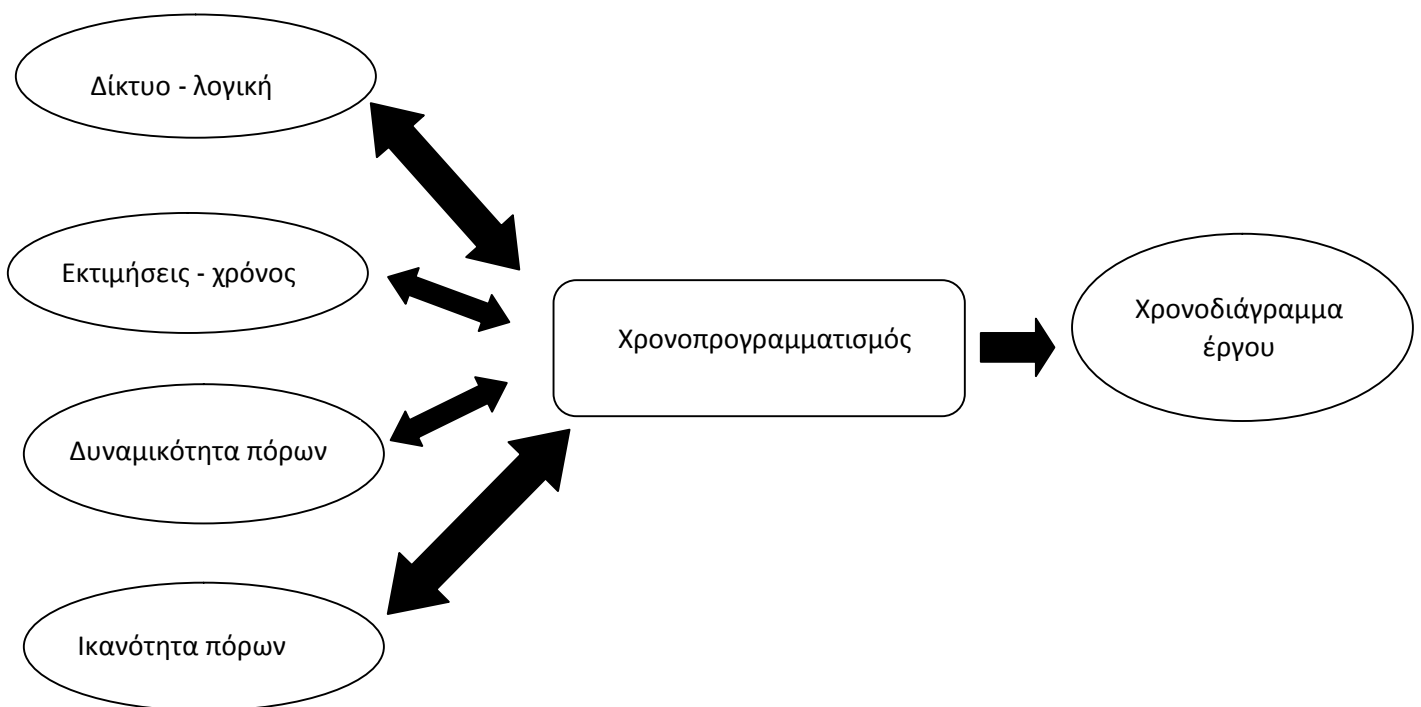 Δίκτυο - λογική
Εκτιμήσεις - χρόνος
Δυναμικότητα πόρων
Ικανότητα πόρων
Χρονοπρογραμματισμός
Χρονοδιάγραμμα
έργου